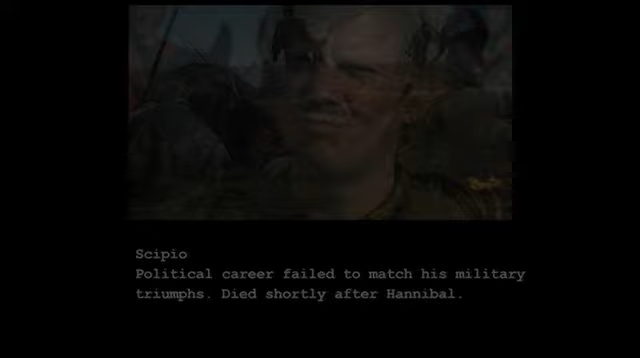 Scipio
Political career failed to match his military
triumphs. Died shortly after Hannibal.